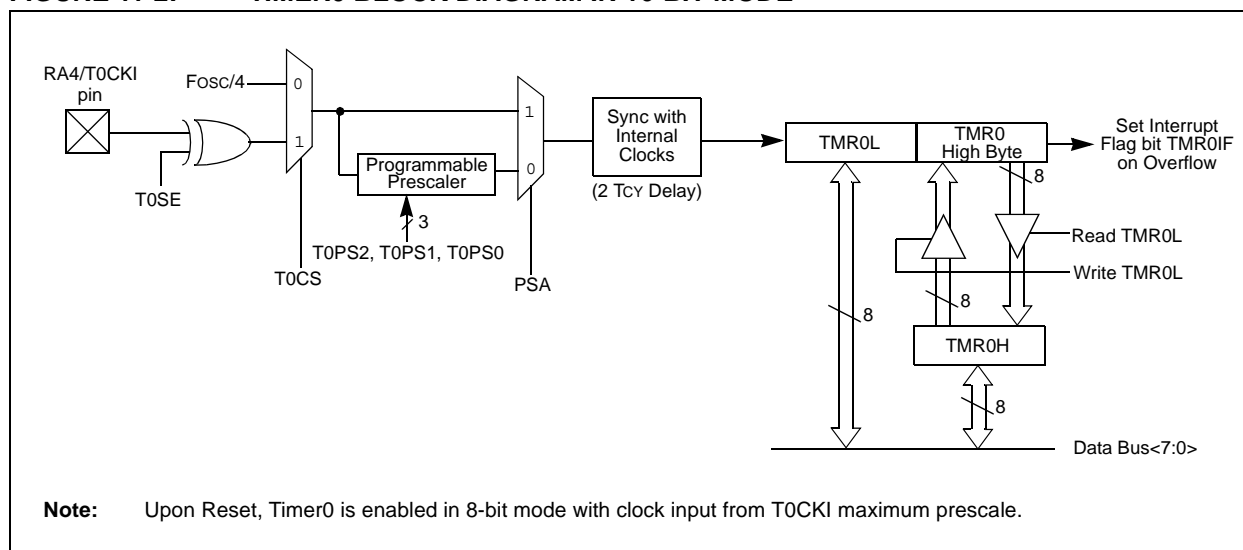 RA4/T0CKI
pin
FOSC/4
0
1
T0SE
T0CS
Programmable
Prescaler
3
T0PS2, T0PS1, T0PS0
1
0
PSA
Sync with
Internal
Clocks
(2 TCY Delay)
TMR0L
TMR0
High Byte
Set Interrupt
Flag bit TMR0IF
on Overflow
8
Read TMR0L
Write TMR0L
8
8
TMR0H
8
Data Bus<7:0>
Note: Upon Reset, Timer0 is enabled in 8-bit mode with clock input from T0CKI maximum prescale.